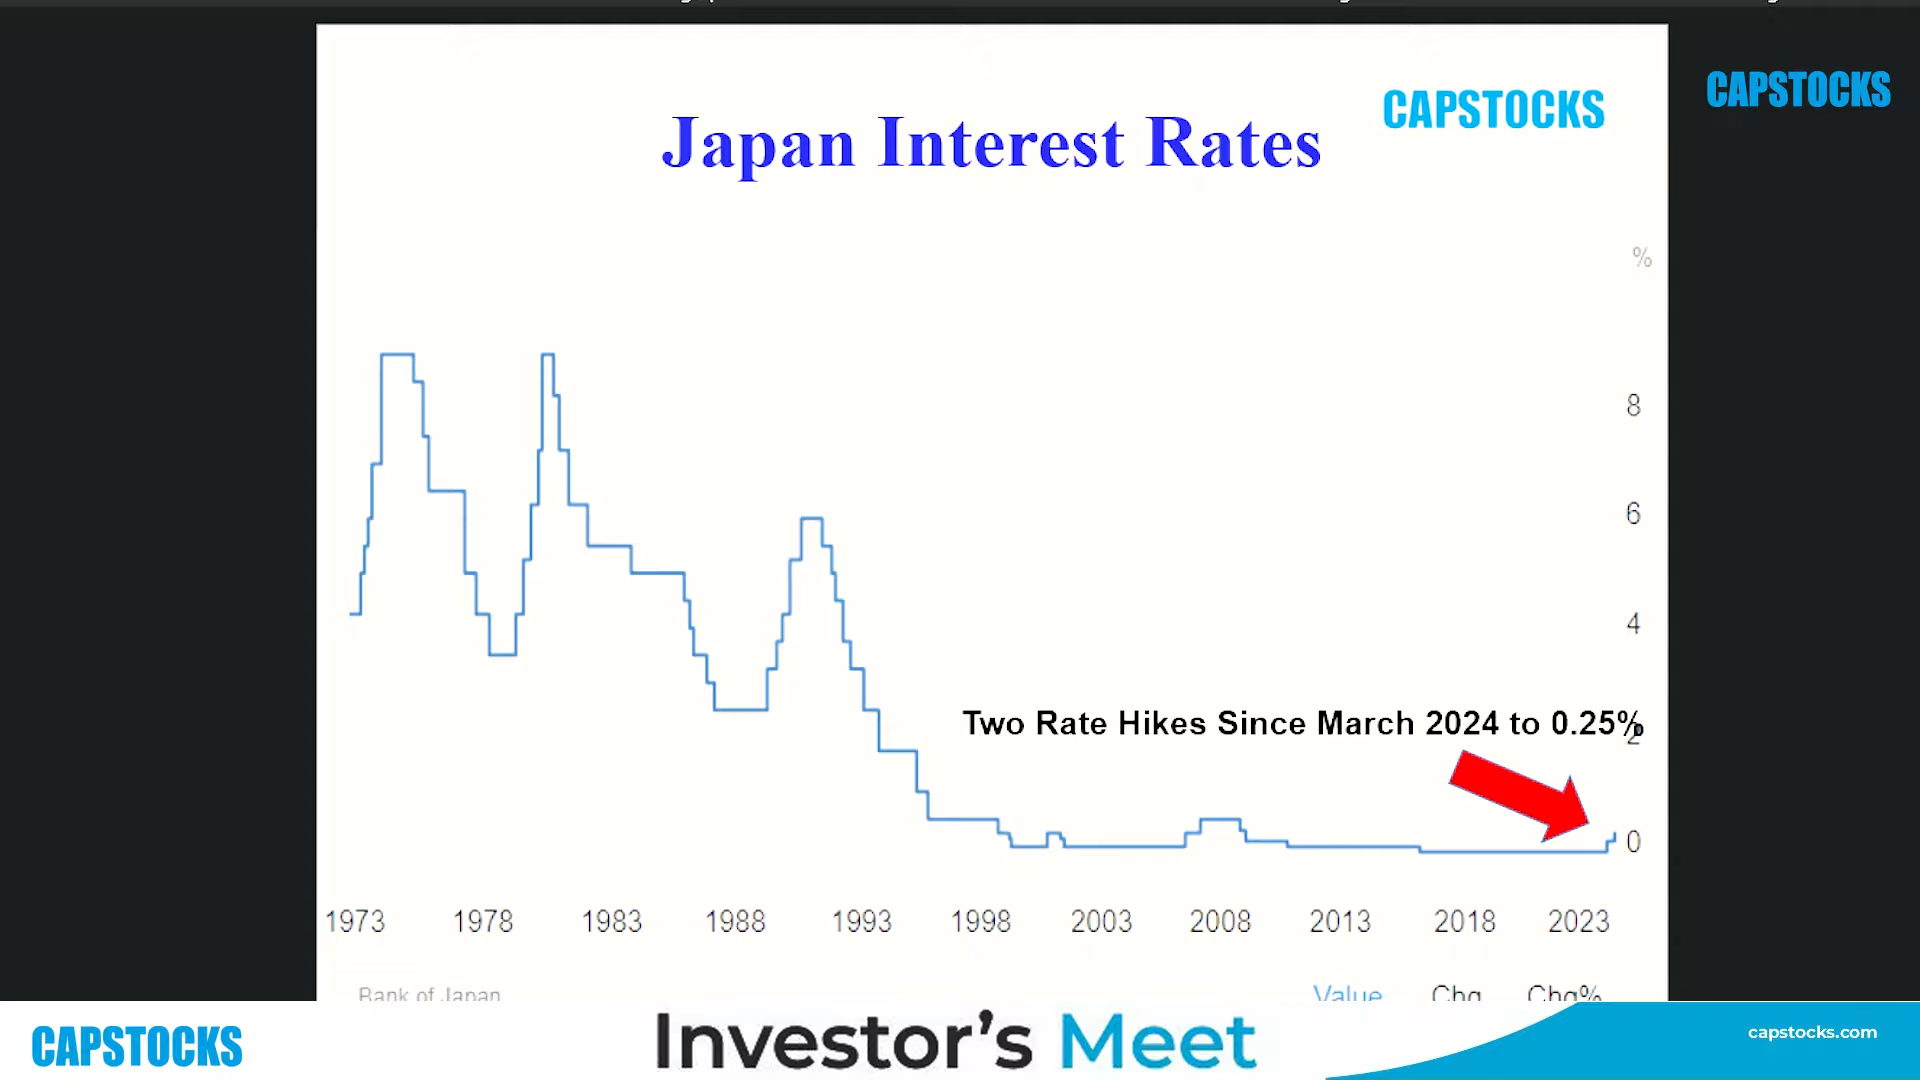 CAPSTOCKS
CAPSTOCKS
Japan Interest Rates
%
8
6
4
Two Rate Hikes Since March 2024 to 0.25%
2
0
1973 1978 1983 1988 1993 1998 2003 2008 2013 2018 2023
Bank of Japan Value Chg Chg%
CAPSTOCKS
Investor's Meet
capstocks.com